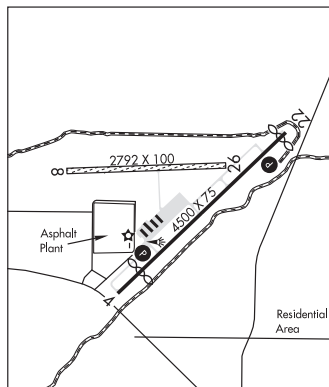 22
2792 X 100
26
8
P
4500 X 75
Asphalt
Plant
P
4
Residential
Area